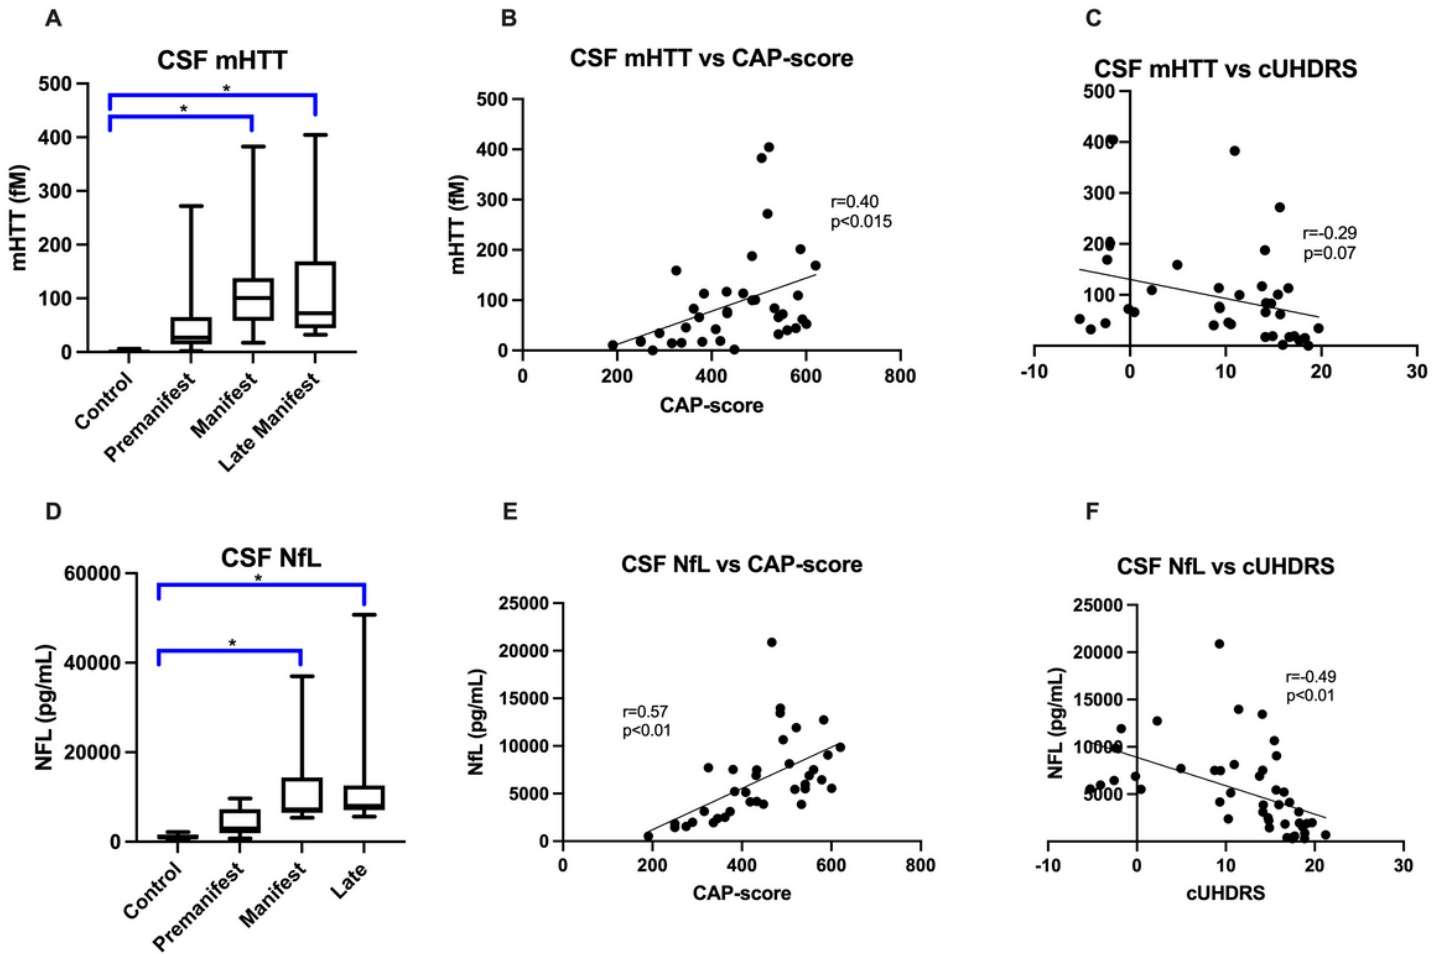 A
CSF mHTT
mHTT (fM)
500
400
300
200
100
0
*
*
Control
Premanifest
Manifest
Late Manifest
B
CSF mHTT vs CAP-score
mHTT (fM)
500
400
300
200
100
0
r=0.40
p<0.015
0
200
400
600
800
CAP-score
C
CSF mHTT vs cUHDRS
500
400
300
200
100
r=-0.29
p=0.07
-10
0
10
20
30
D
CSF NfL
NFL (pg/mL)
60000
40000
20000
0
*
*
Control
Premanifest
Manifest
Late
E
CSF NfL vs CAP-score
NfL (pg/mL)
25000
20000
15000
10000
5000
0
r=0.57
p<0.01
0
200
400
600
800
CAP-score
F
CSF NfL vs cUHDRS
NFL (pg/mL)
25000
20000
15000
10000
5000
r=-0.49
p<0.01
-10
0
10
20
30
cUHDRS